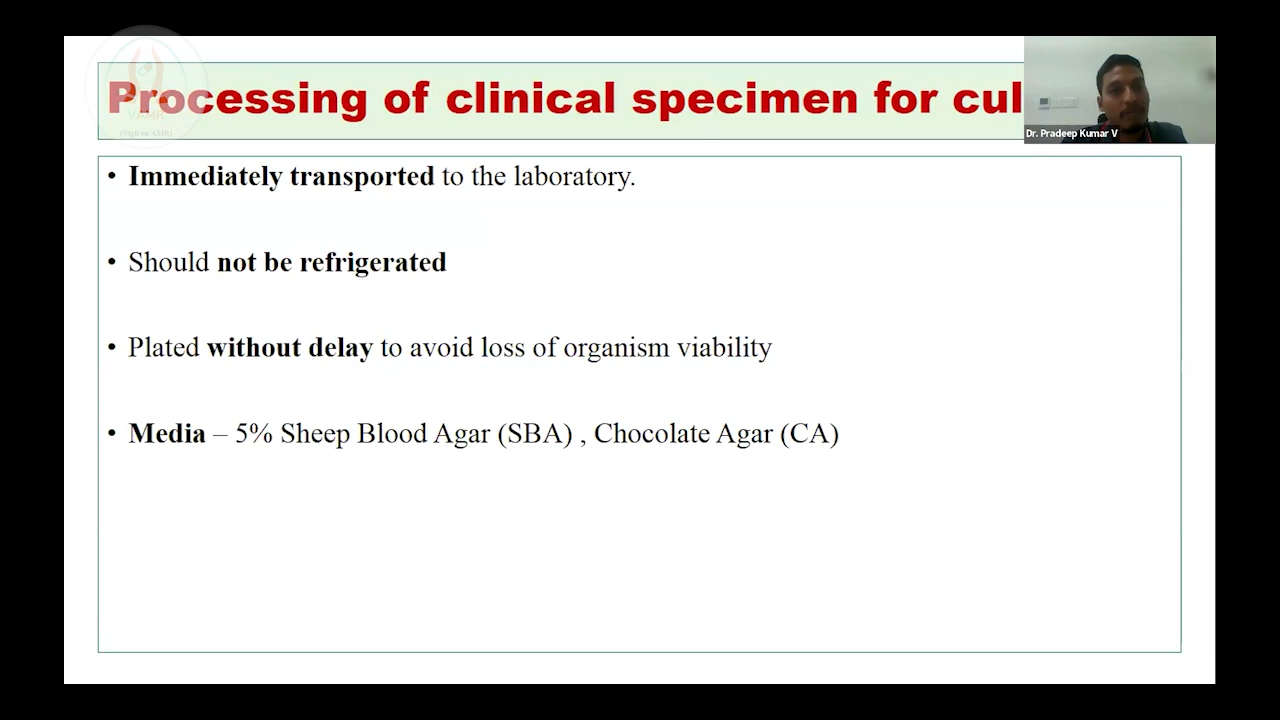 Processing of clinical specimen for cul
Dr. Pradeep Kumar V
VAMR
(Vigil on AMR)
• Immediately transported to the laboratory.
• Should not be refrigerated
• Plated without delay to avoid loss of organism viability
• Media – 5% Sheep Blood Agar (SBA) , Chocolate Agar (CA)